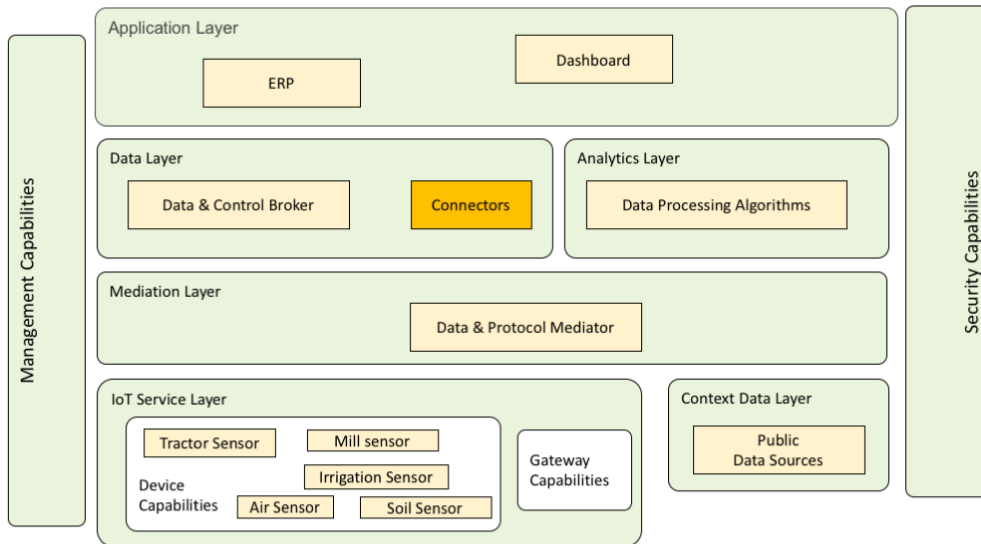 Application Layer
ERP
Dashboard
Management Capabilities
Security Capabilities
Data Layer
Data & Control Broker
Connectors
Analytics Layer
Data Processing Algorithms
Mediation Layer
Data & Protocol Mediator
IoT Service Layer
Tractor Sensor
Mill sensor
Irrigation Sensor
Device
Capabilities
Air Sensor
Soil Sensor
Gateway
Capabilities
Context Data Layer
Public
Data Sources